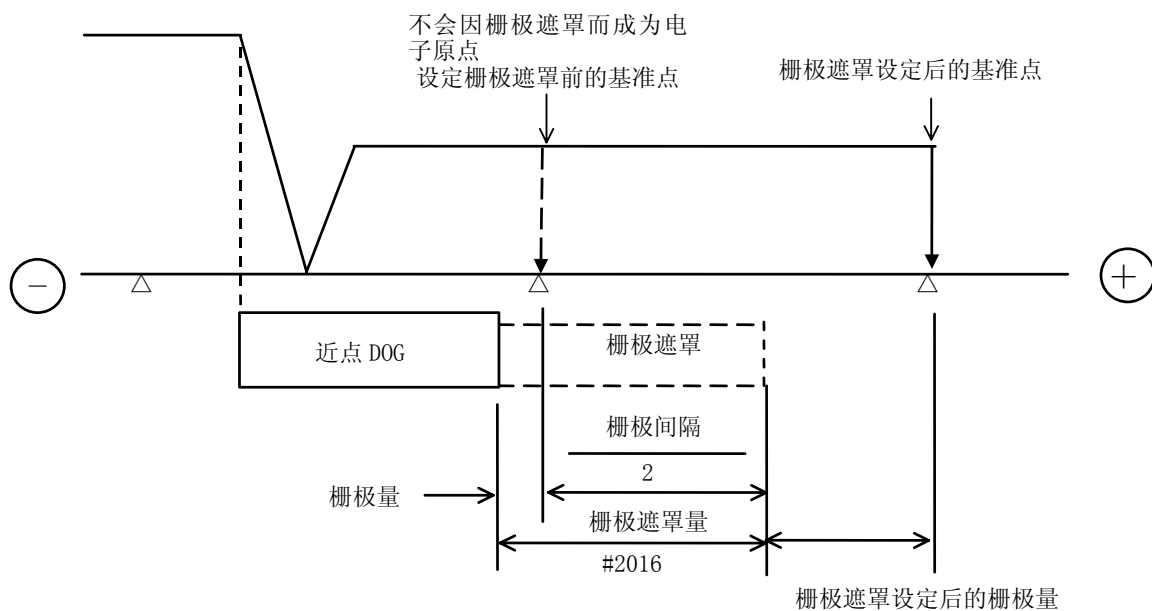 不会因栅极遮罩而成为电
子原点
设定栅极遮罩前的基准点
栅极遮罩设定后的基准点
−
+
近点 DOG
栅极遮罩
栅极间隔
2
栅极量
栅极遮罩量
#2016
栅极遮罩设定后的栅极量